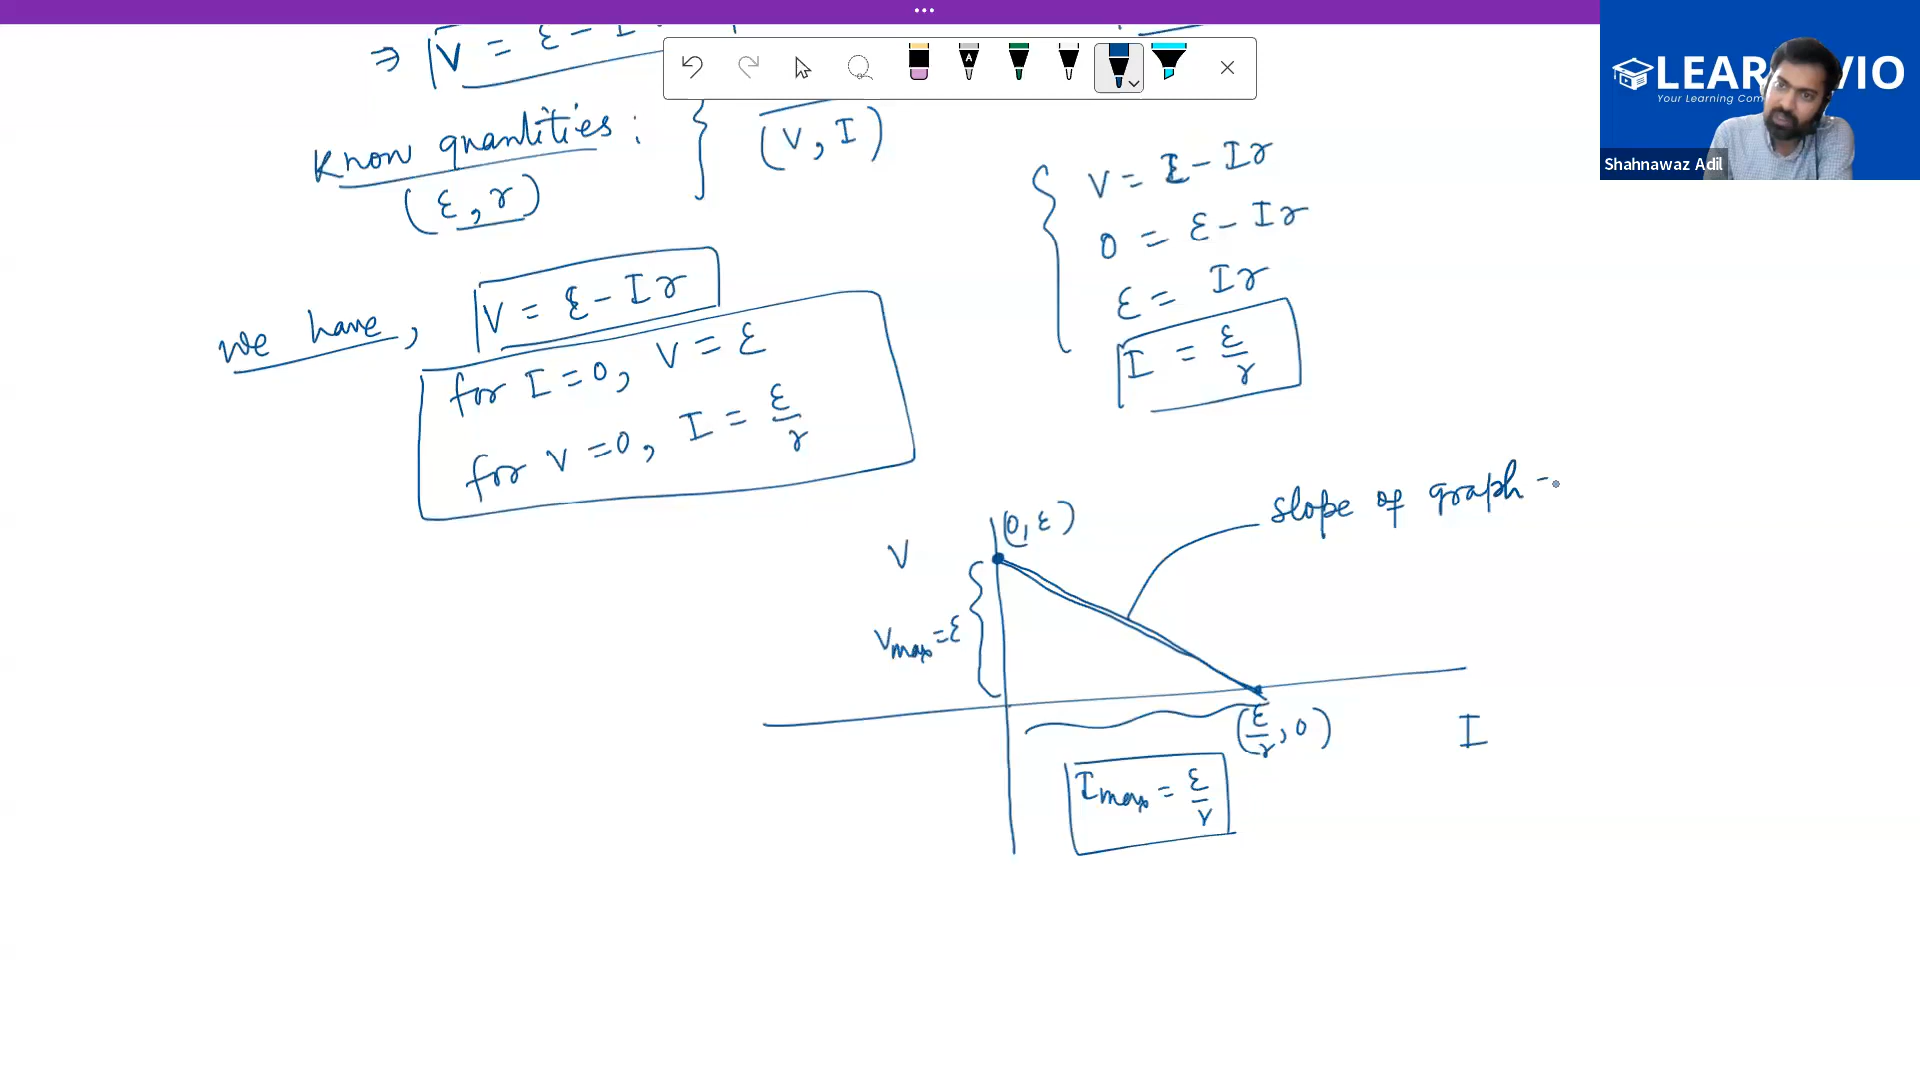 ⇒ V = ε - I
Know quantities :
(ε, r)
(V, I)
V = ε - Ir
0 = ε - Ir
ε = Ir
I = ε/r
we have, V = ε - Ir
for I = 0, V = ε
for V = 0, I = ε/r
slope of graph -
(0, ε)
V
Vmax = ε
(ε/r, 0)
I
Imax = ε/r
LEAR VIO
Your Learning Com
Shahnawaz Adil